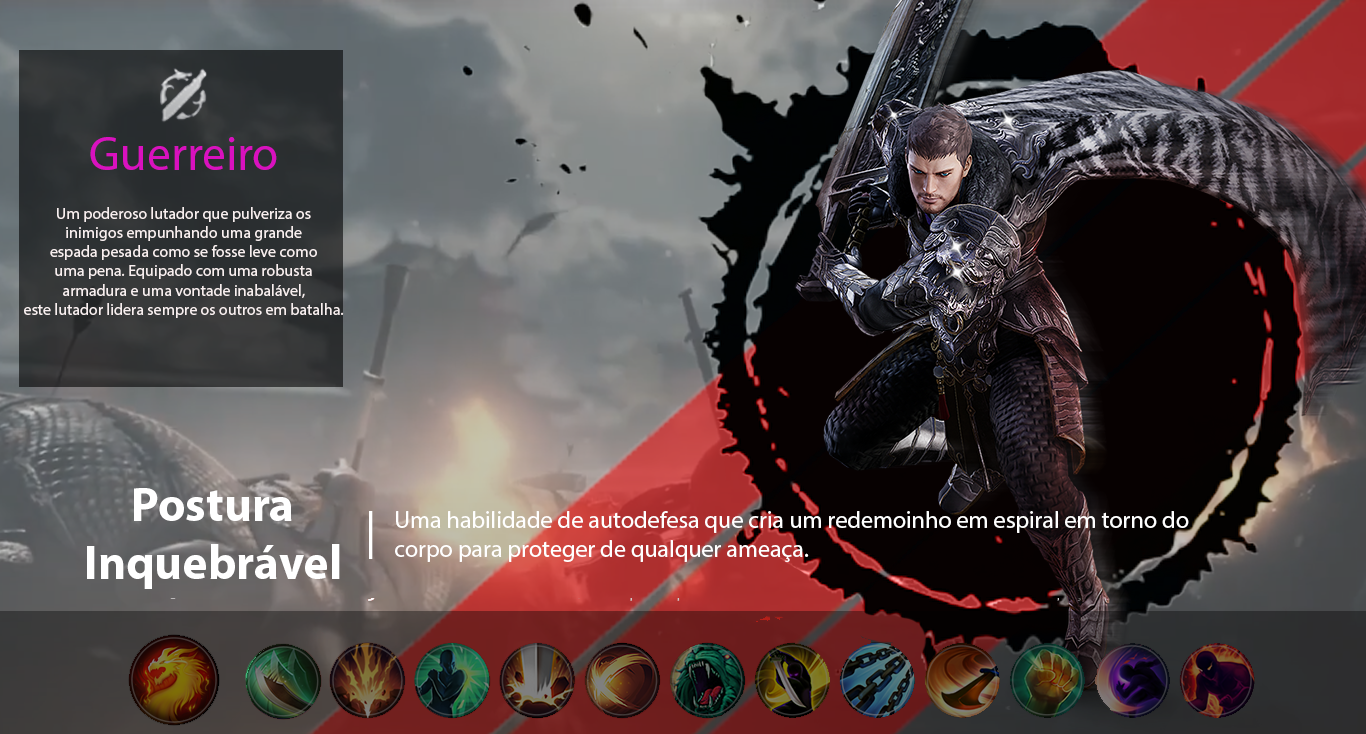 Guerreiro
Um poderoso lutador que pulveriza os
inimigos empunhando uma grande
espada pesada como se fosse leve como
uma pena. Equipado com uma robusta
armadura e uma vontade inabalável,
este lutador lidera sempre os outros em batalha.
Postura
Inquebrável
Uma habilidade de autodefesa que cria um redemoinho em espiral em torno do
corpo para proteger de qualquer ameaça.